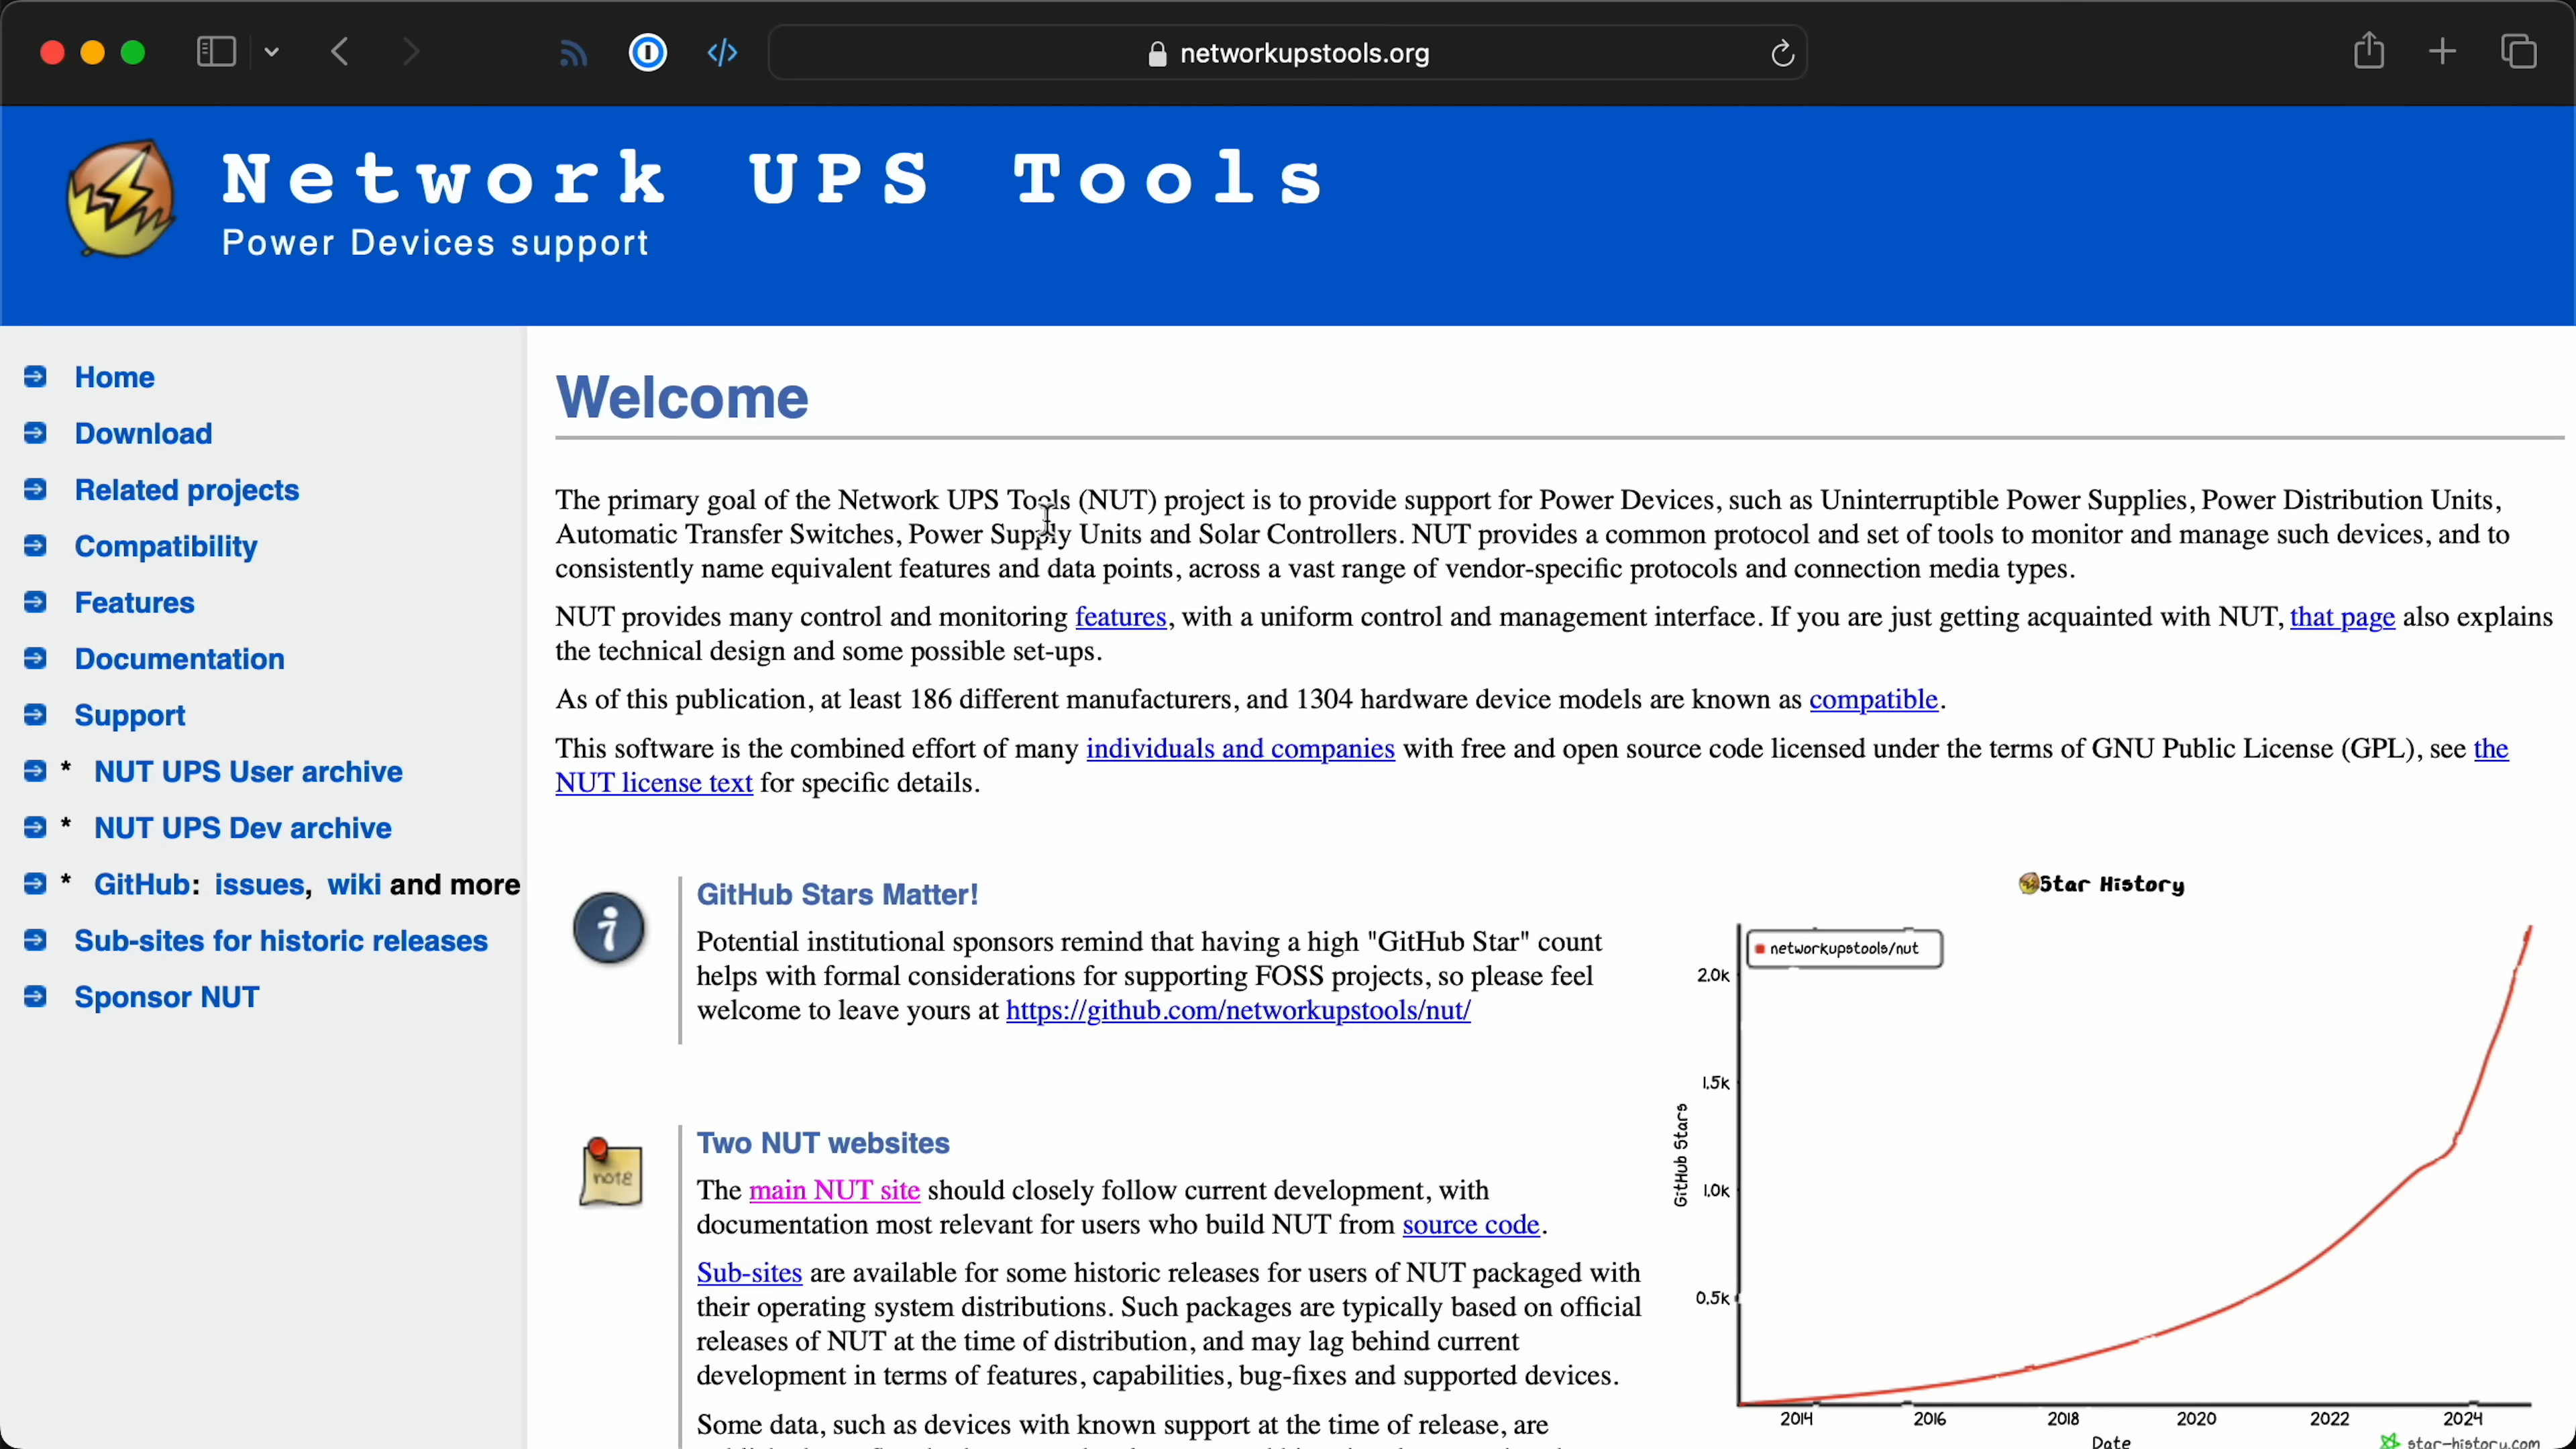 networkupstools.org
Network UPS Tools
Power Devices support
Home
Download
Related projects
Compatibility
Features
Documentation
Support
* NUT UPS User archive
* NUT UPS Dev archive
* GitHub: issues, wiki and more
Sub-sites for historic releases
Sponsor NUT
Welcome
The primary goal of the Network UPS Tools (NUT) project is to provide support for Power Devices, such as Uninterruptible Power Supplies, Power Distribution Units,
Automatic Transfer Switches, Power Supply Units and Solar Controllers. NUT provides a common protocol and set of tools to monitor and manage such devices, and to
consistently name equivalent features and data points, across a vast range of vendor-specific protocols and connection media types.
NUT provides many control and monitoring features, with a uniform control and management interface. If you are just getting acquainted with NUT, that page also explains
the technical design and some possible set-ups.
As of this publication, at least 186 different manufacturers, and 1304 hardware device models are known as compatible.
This software is the combined effort of many individuals and companies with free and open source code licensed under the terms of GNU Public License (GPL), see the
NUT license text for specific details.
GitHub Stars Matter!
Potential institutional sponsors remind that having a high "GitHub Star" count
helps with formal considerations for supporting FOSS projects, so please feel
welcome to leave yours at https://github.com/networkupstools/nut/
note
Two NUT websites
The main NUT site should closely follow current development, with
documentation most relevant for users who build NUT from source code.
Sub-sites are available for some historic releases for users of NUT packaged with
their operating system distributions. Such packages are typically based on official
releases of NUT at the time of distribution, and may lag behind current
development in terms of features, capabilities, bug-fixes and supported devices.
Some data, such as devices with known support at the time of release, are
Star History
networkupstools/nut
2.0k
1.5k
1.0k
0.5k
GitHub Stars
2014 2016 2018 2020 2022 2024
Date
star-history.com